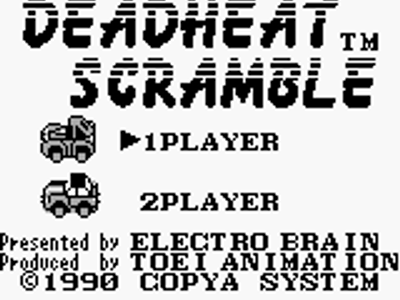 DEADHEAT TM
SCRAMBLE
▶1PLAYER
2PLAYER
Presented by ELECTRO BRAIN
Produced by TOEI ANIMATION
©1990 COPYA SYSTEM